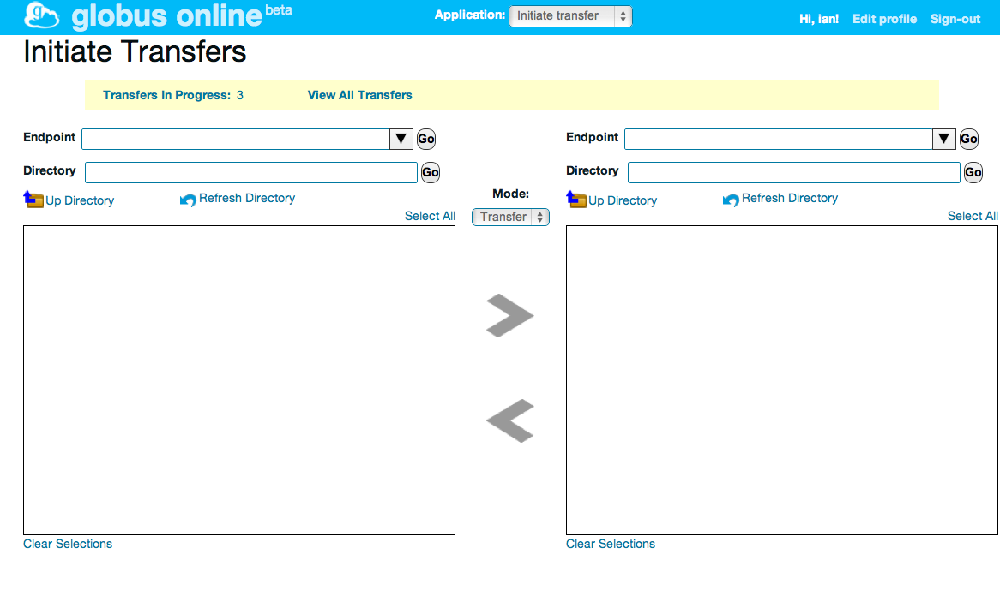 globus online beta
Application: Initiate transfer
Hi, Ian! Edit profile Sign-out
Initiate Transfers
Transfers In Progress: 3 View All Transfers
Endpoint ▼ Go
Directory Go
Up Directory Refresh Directory
Select All
Clear Selections
Mode:
Transfer
Endpoint ▼ Go
Directory Go
Up Directory Refresh Directory
Select All
Clear Selections